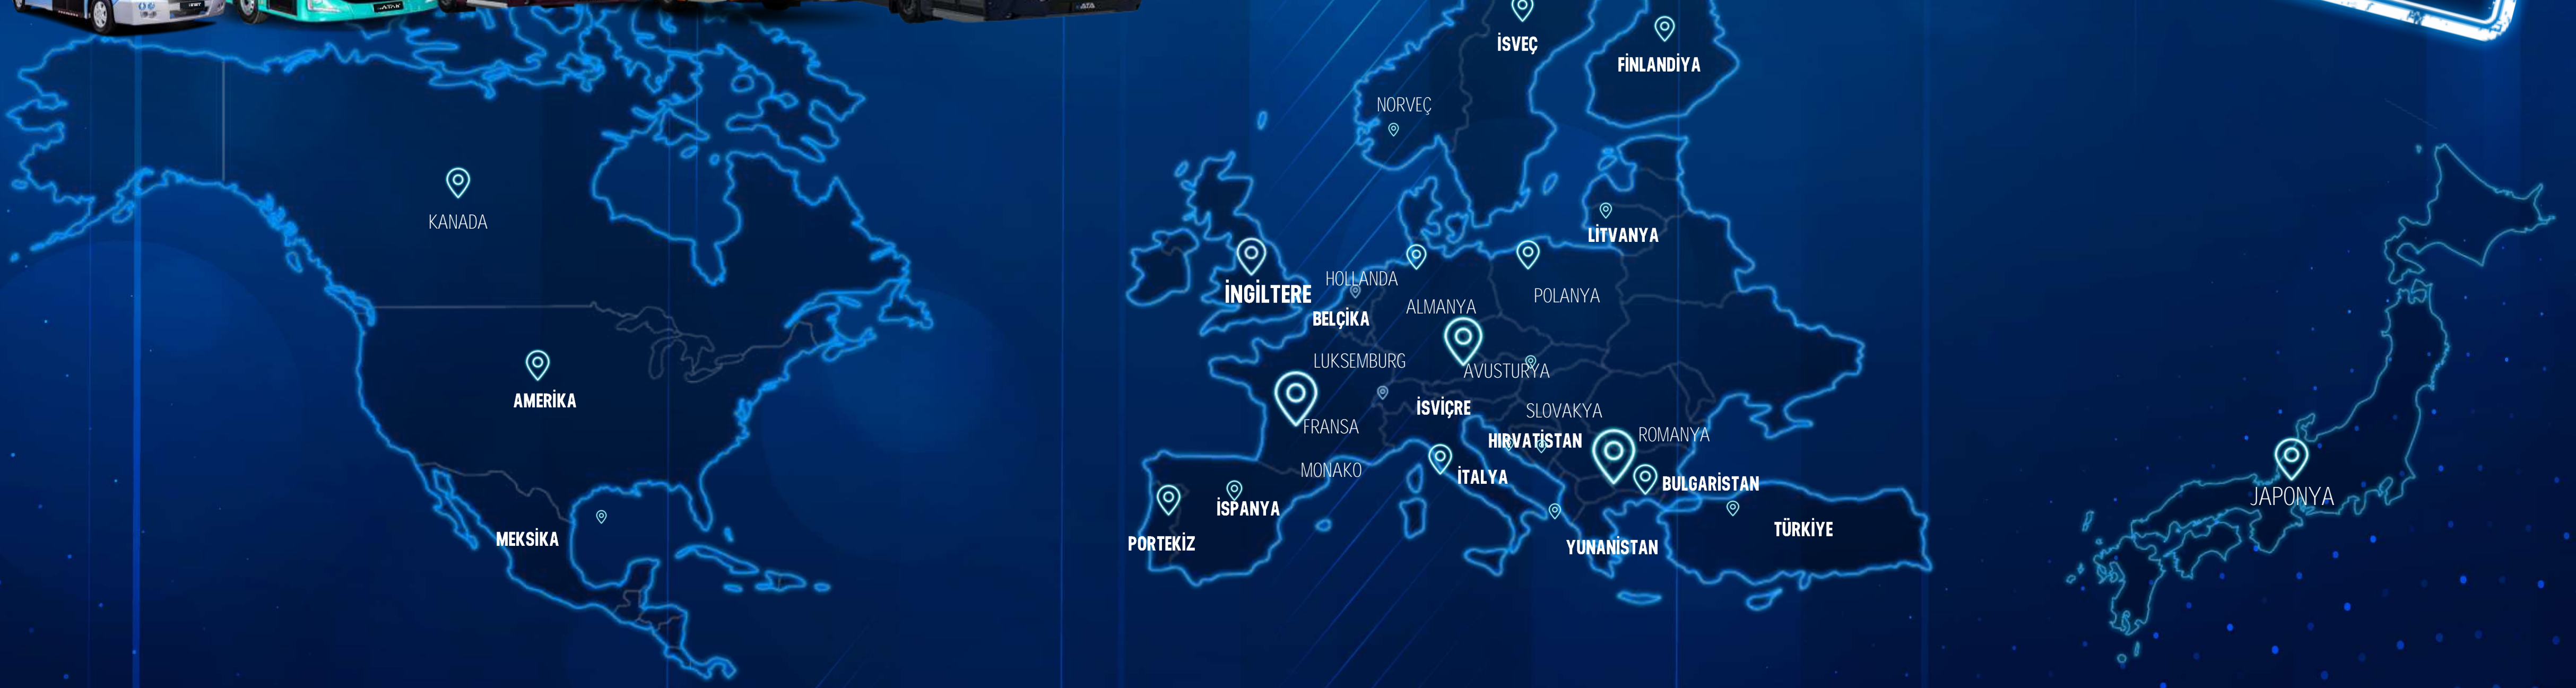 İSVEÇ
FİNLANDİYA
NORVEÇ
KANADA
LİTVANYA
HOLLANDA
İNGİLTERE
POLANYA
ALMANYA
BELÇİKA
LUKSEMBURG
AVUSTURYA
AMERİKA
İSVİÇRE
SLOVAKYA
FRANSA
ROMANYA
HIRVATİSTAN
MONAKO
İTALYA
BULGARİSTAN
JAPONYA
İSPANYA
TÜRKİYE
MEKSİKA
PORTEKİZ
YUNANİSTAN